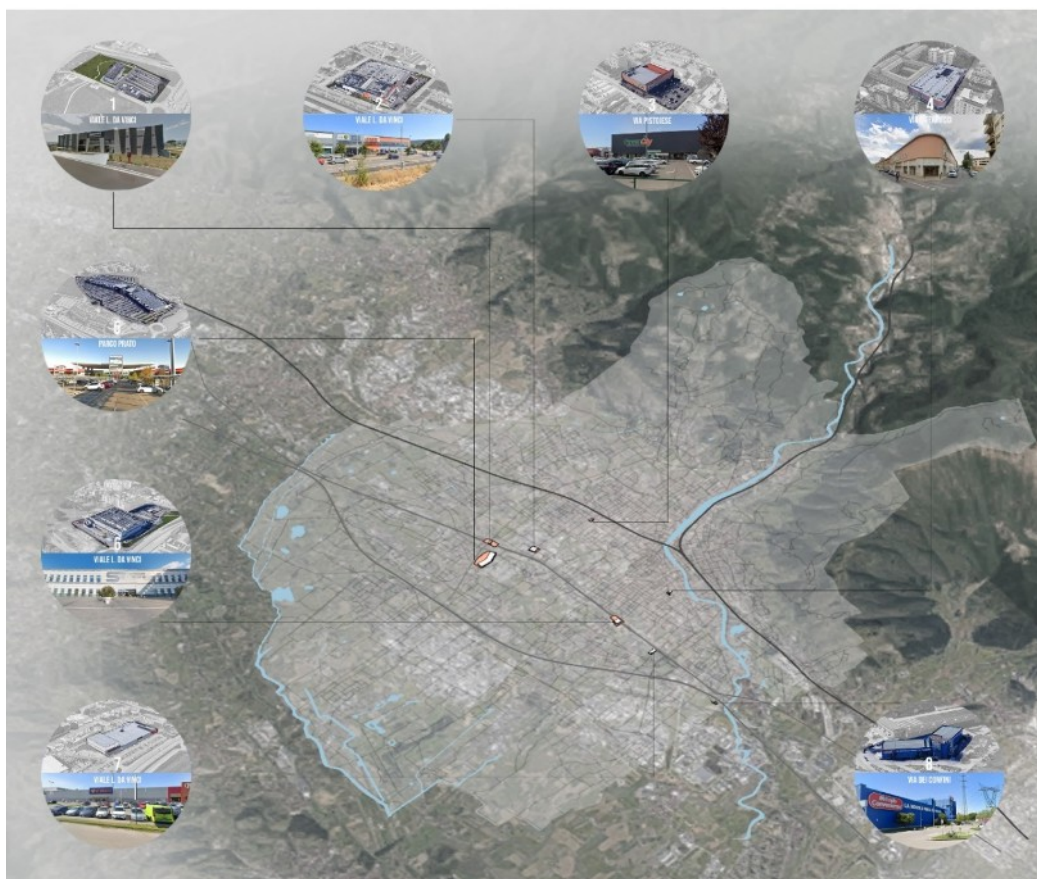 1
VIALE L. DA VINCI
2
VIALE L. DA VINCI
3
VIA PISTOIESE
4
PARCO PRATO
6
VIALE L. DA VINCI
7
VIALE L. DA VINCI
8
VIA DEI CONFINI